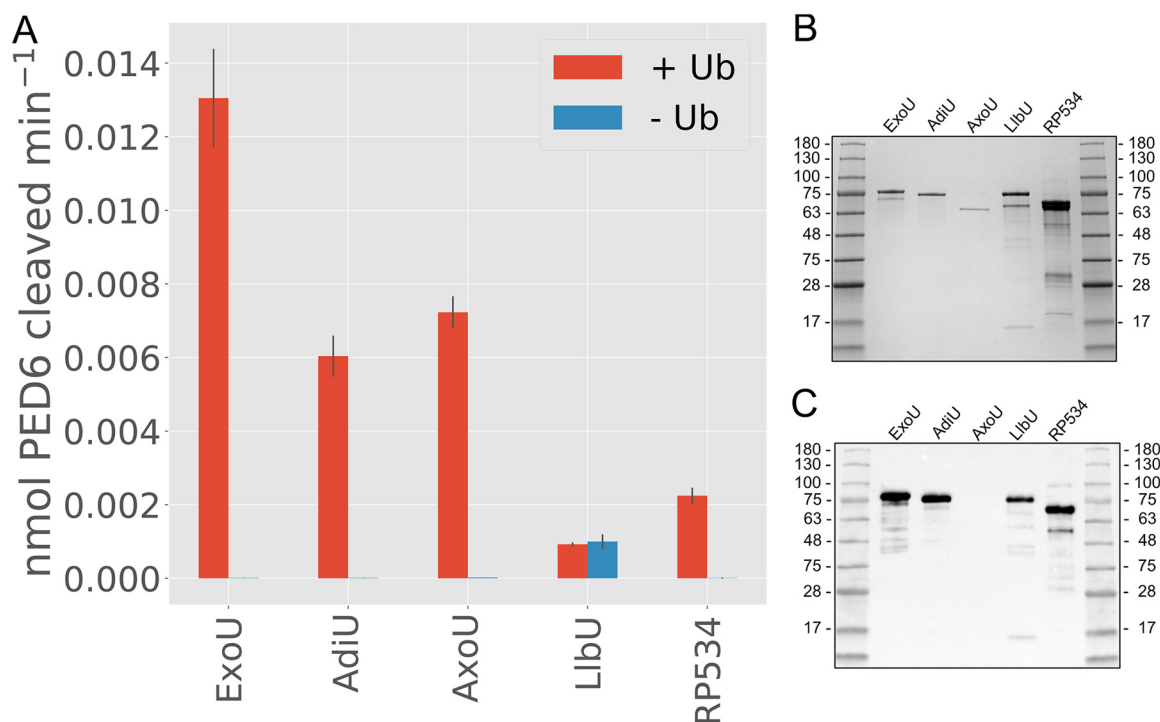 A
nmol PED6 cleaved min⁻¹
0.014
0.012
0.010
0.008
0.006
0.004
0.002
0.000
+ Ub
- Ub
ExoU
AdiU
AxoU
LlbU
RP534
B
ExoU
AdiU
AxoU
LlbU
RP534
180 -
130 -
100 -
75 -
63 -
48 -
75 -
28 -
17 -
- 180
- 130
- 100
- 75
- 63
- 48
- 75
- 28
- 17
C
ExoU
AdiU
AxoU
LlbU
RP534
180 -
130 -
100 -
75 -
63 -
48 -
75 -
28 -
17 -
- 180
- 130
- 100
- 75
- 63
- 48
- 75
- 28
- 17